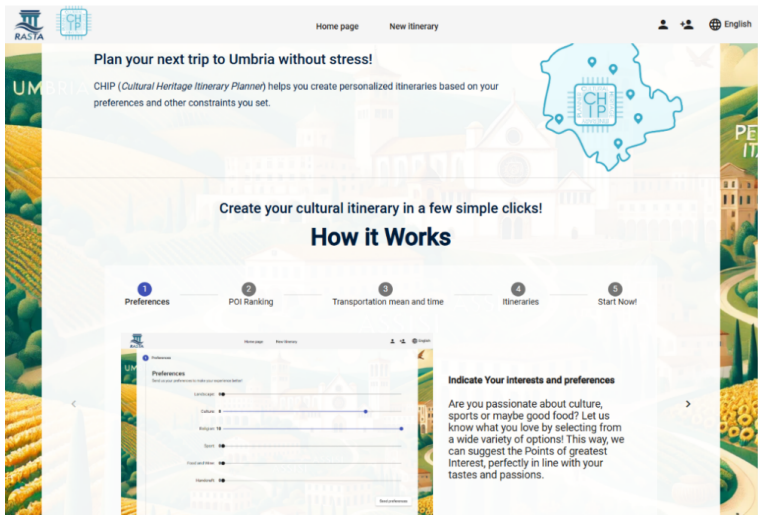 RASTA
CH
IP
Home page
New itinerary
English
Plan your next trip to Umbria without stress!
CHIP (Cultural Heritage Itinerary Planner) helps you create personalized itineraries based on your
preferences and other constraints you set.
CH
IP
UM
PE
IT
Create your cultural itinerary in a few simple clicks!
How it Works
1
2
3
4
5
Preferences
POI Ranking
Transportation mean and time
Itineraries
Start Now!
Home page
New itinerary
English
Preferences
Preferences
Landscape
Culture
Religion 10
Sport
Food and Wine
Handcraft
Send preferences
Indicate Your interests and preferences
Are you passionate about culture,
sports or maybe good food? Let us
know what you love by selecting from
a wide variety of options! This way, we
can suggest the Points of greatest
Interest, perfectly in line with your
tastes and passions.